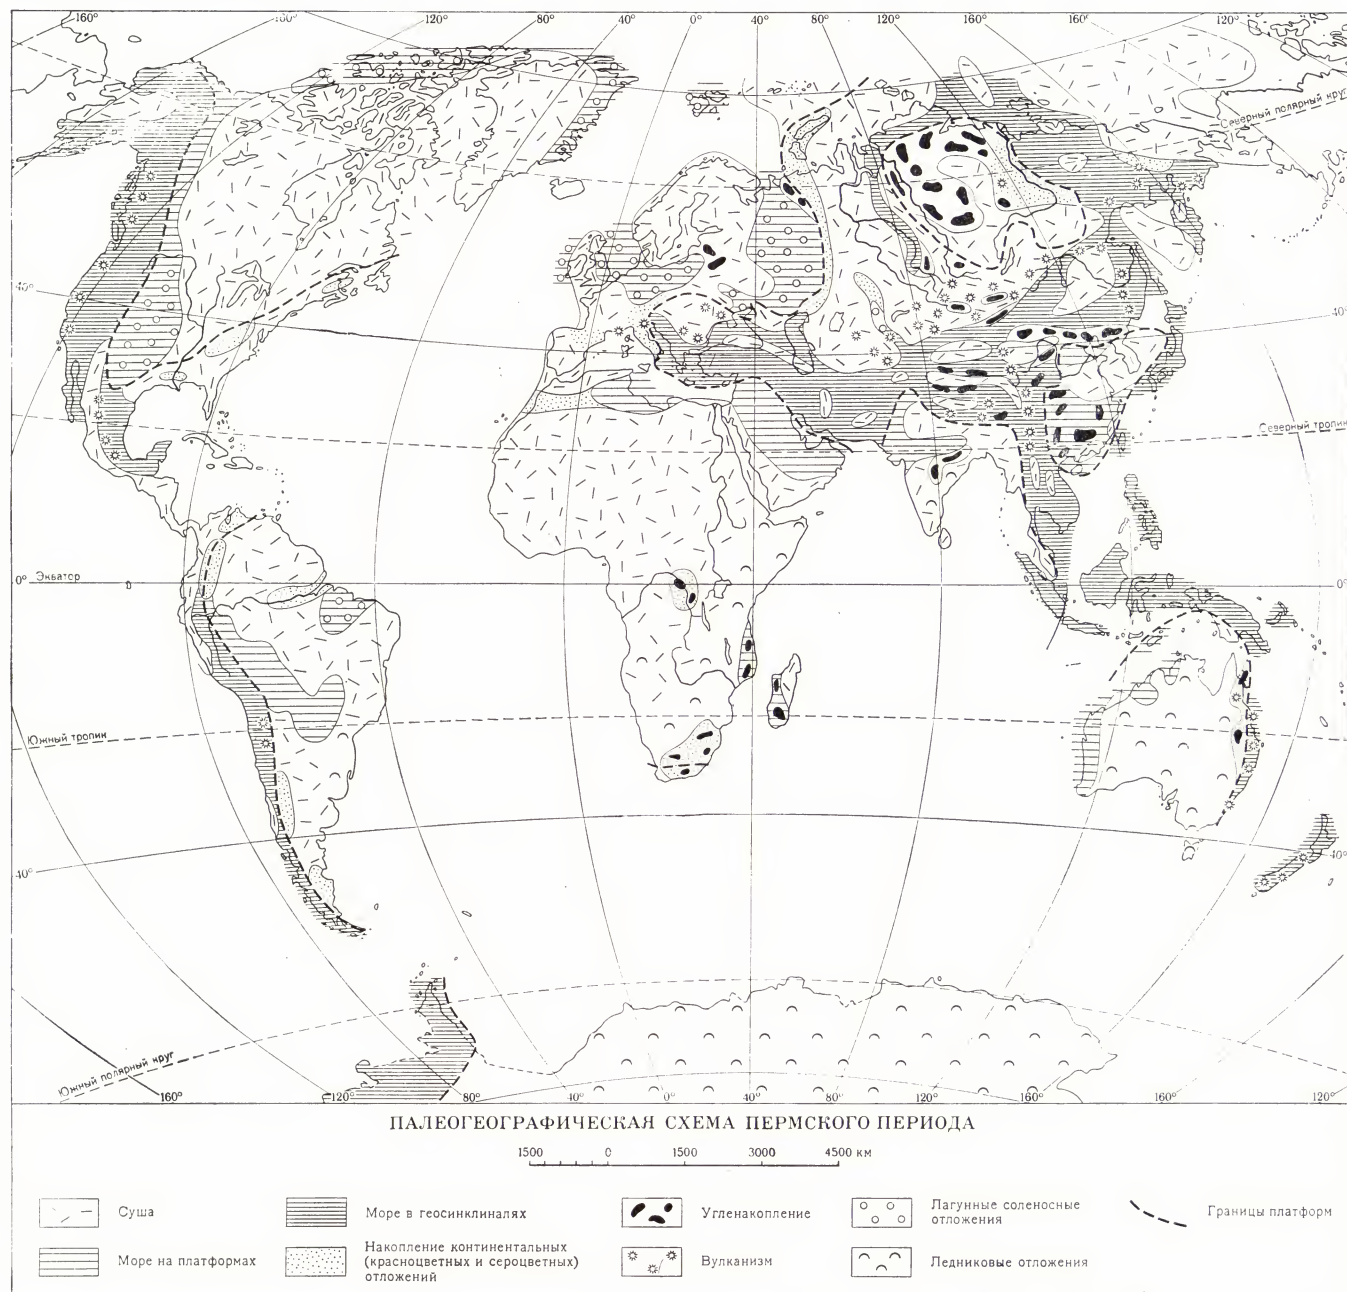 160° 160° 120° 80° 40° 0° 40° 80° 120° 160° 160° 120°
Северный полярный круг
40° 40°
Северный тропик
0° Экватор 0°
Южный тропик
40° 40°
Южный полярный круг
160° 120° 80° 40° 0° 40° 80° 120° 160° 160° 120°
ПАЛЕОГЕОГРАФИЧЕСКАЯ СХЕМА ПЕРМСКОГО ПЕРИОДА
1500 0 1500 3000 4500 км
Суша
Море в геосинклиналях
Угленакопление
Лагунные соленосные
отложения
Границы платформ
Море на платформах
Накопление континентальных
(красноцветных и сероцветных)
отложений
Вулканизм
Ледниковые отложения